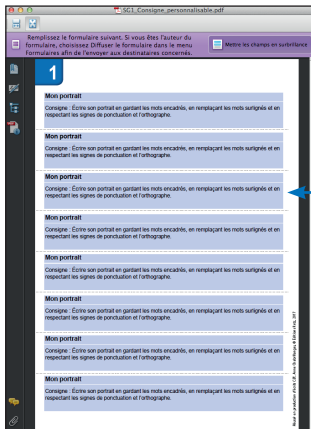 SG1_Consigne_personnalisable.pdf
Remplissez le formulaire suivant. Si vous êtes l'auteur du
formulaire, choisissez Diffuser le formulaire dans le menu
Formulaires afin de l'envoyer aux destinataires concernés.
Mettre les champs en surbrillance
1
Mon portrait
Consigne : Écrire son portrait en gardant les mots encadrés, en remplaçant les mots surlignés et en
respectant les signes de ponctuation et l'orthographe.
Mon portrait
Consigne : Écrire son portrait en gardant les mots encadrés, en remplaçant les mots surlignés et en
respectant les signes de ponctuation et l'orthographe.
Mon portrait
Consigne : Écrire son portrait en gardant les mots encadrés, en remplaçant les mots surlignés et en
respectant les signes de ponctuation et l'orthographe.
Mon portrait
Consigne : Écrire son portrait en gardant les mots encadrés, en remplaçant les mots surlignés et en
respectant les signes de ponctuation et l'orthographe.
Mon portrait
Consigne : Écrire son portrait en gardant les mots encadrés, en remplaçant les mots surlignés et en
respectant les signes de ponctuation et l'orthographe.
Mon portrait
Consigne : Écrire son portrait en gardant les mots encadrés, en remplaçant les mots surlignés et en
respectant les signes de ponctuation et l'orthographe.
Mon portrait
Consigne : Écrire son portrait en gardant les mots encadrés, en remplaçant les mots surlignés et en
respectant les signes de ponctuation et l'orthographe.
Mon portrait
Consigne : Écrire son portrait en gardant les mots encadrés, en remplaçant les mots surlignés et en
respectant les signes de ponctuation et l'orthographe.